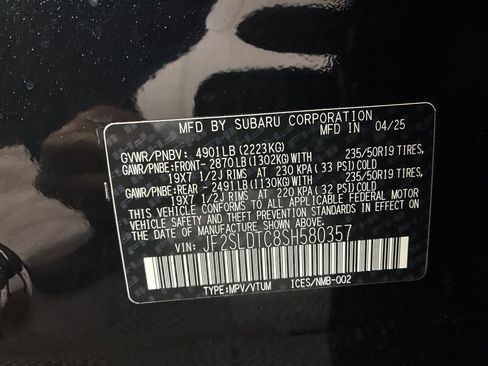 MFD BY SUBARU CORPORATION
MFD IN 04/25
GVWR/PNBV: 4901LB (2223KG)
GAWR/PNBE:FRONT-2870LB(1302KG)WITH 235/50R19 TIRES,
19X7 1/2J RIMS AT 230 KPA (33 PSI) COLD
GAWR/PNBE:REAR -2491LB(1130KG)WITH 235/50R19 TIRES,
19X7 1/2J RIMS AT 220 KPA (32 PSI) COLD
THIS VEHICLE CONFORMS TO ALL APPLICABLE FEDERAL MOTOR
VEHICLE SAFETY AND BUMPER STANDARDS IN EFFECT
ON THE DATE OF MANUFACTURE SHOWN ABOVE.
VIN: JF2SLDTC8SH580357
TYPE:MPV/VTUM ICES/NMB-002